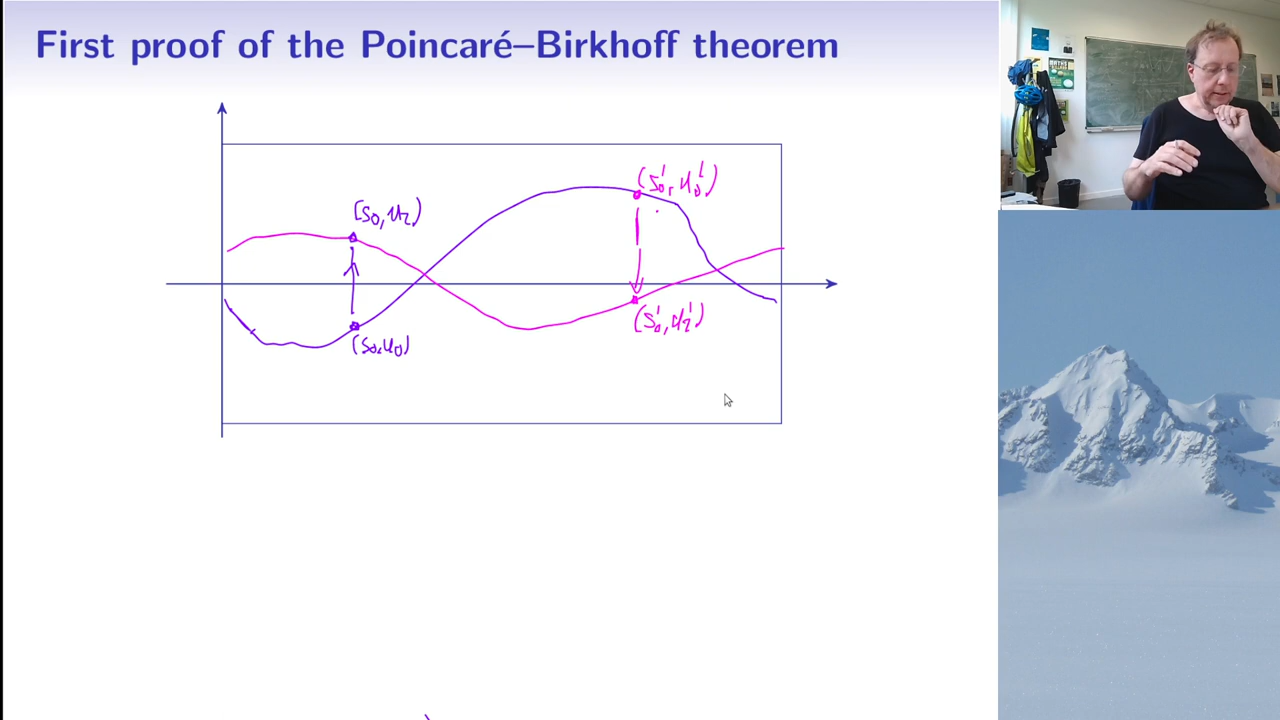 First proof of the Poincaré–Birkhoff theorem
(s₀', u₀')
(s₀, u₂)
(s₀', u₂')
(s₀, u₀)